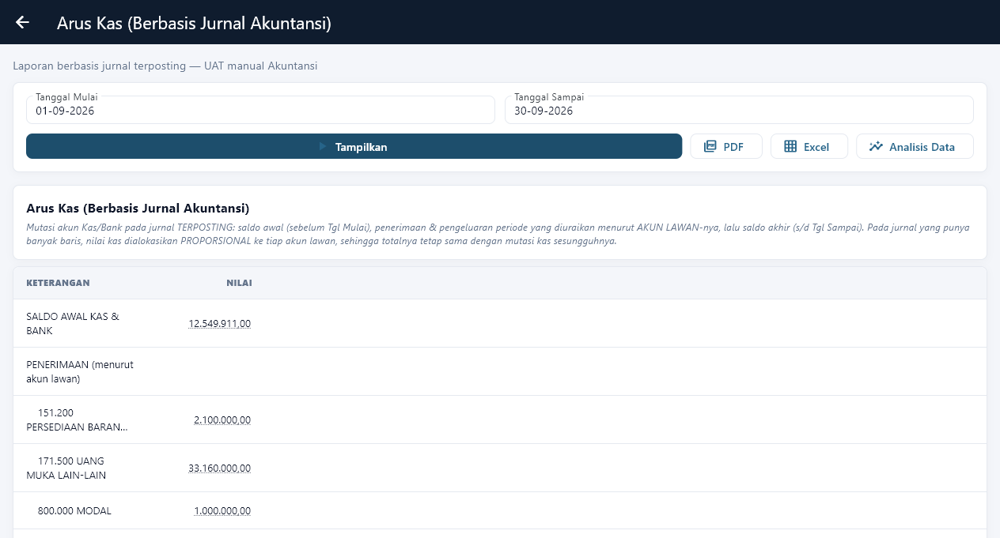 Arus Kas (Berbasis Jurnal Akuntansi)
Laporan berbasis jurnal terposting — UAT manual Akuntansi
Tanggal Mulai
01-09-2026
Tanggal Sampai
30-09-2026
Tampilkan
PDF
Excel
Analisis Data
Arus Kas (Berbasis Jurnal Akuntansi)
Mutasi akun Kas/Bank pada jurnal TERPOSTING: saldo awal (sebelum Tgl Mulai), penerimaan & pengeluaran periode yang diuraikan menurut AKUN LAWAN-nya, lalu saldo akhir (s/d Tgl Sampai). Pada jurnal yang punya
banyak baris, nilai kas dialokasikan PROPORSIONAL ke tiap akun lawan, sehingga totalnya tetap sama dengan mutasi kas sesungguhnya.
KETERANGAN NILAI
SALDO AWAL KAS &
BANK
12.549.911,00
PENERIMAAN (menurut
akun lawan)
151.200
PERSEDIAAN BARAN...
2.100.000,00
171.500 UANG
MUKA LAIN-LAIN
33.160.000,00
800.000 MODAL 1.000.000,00